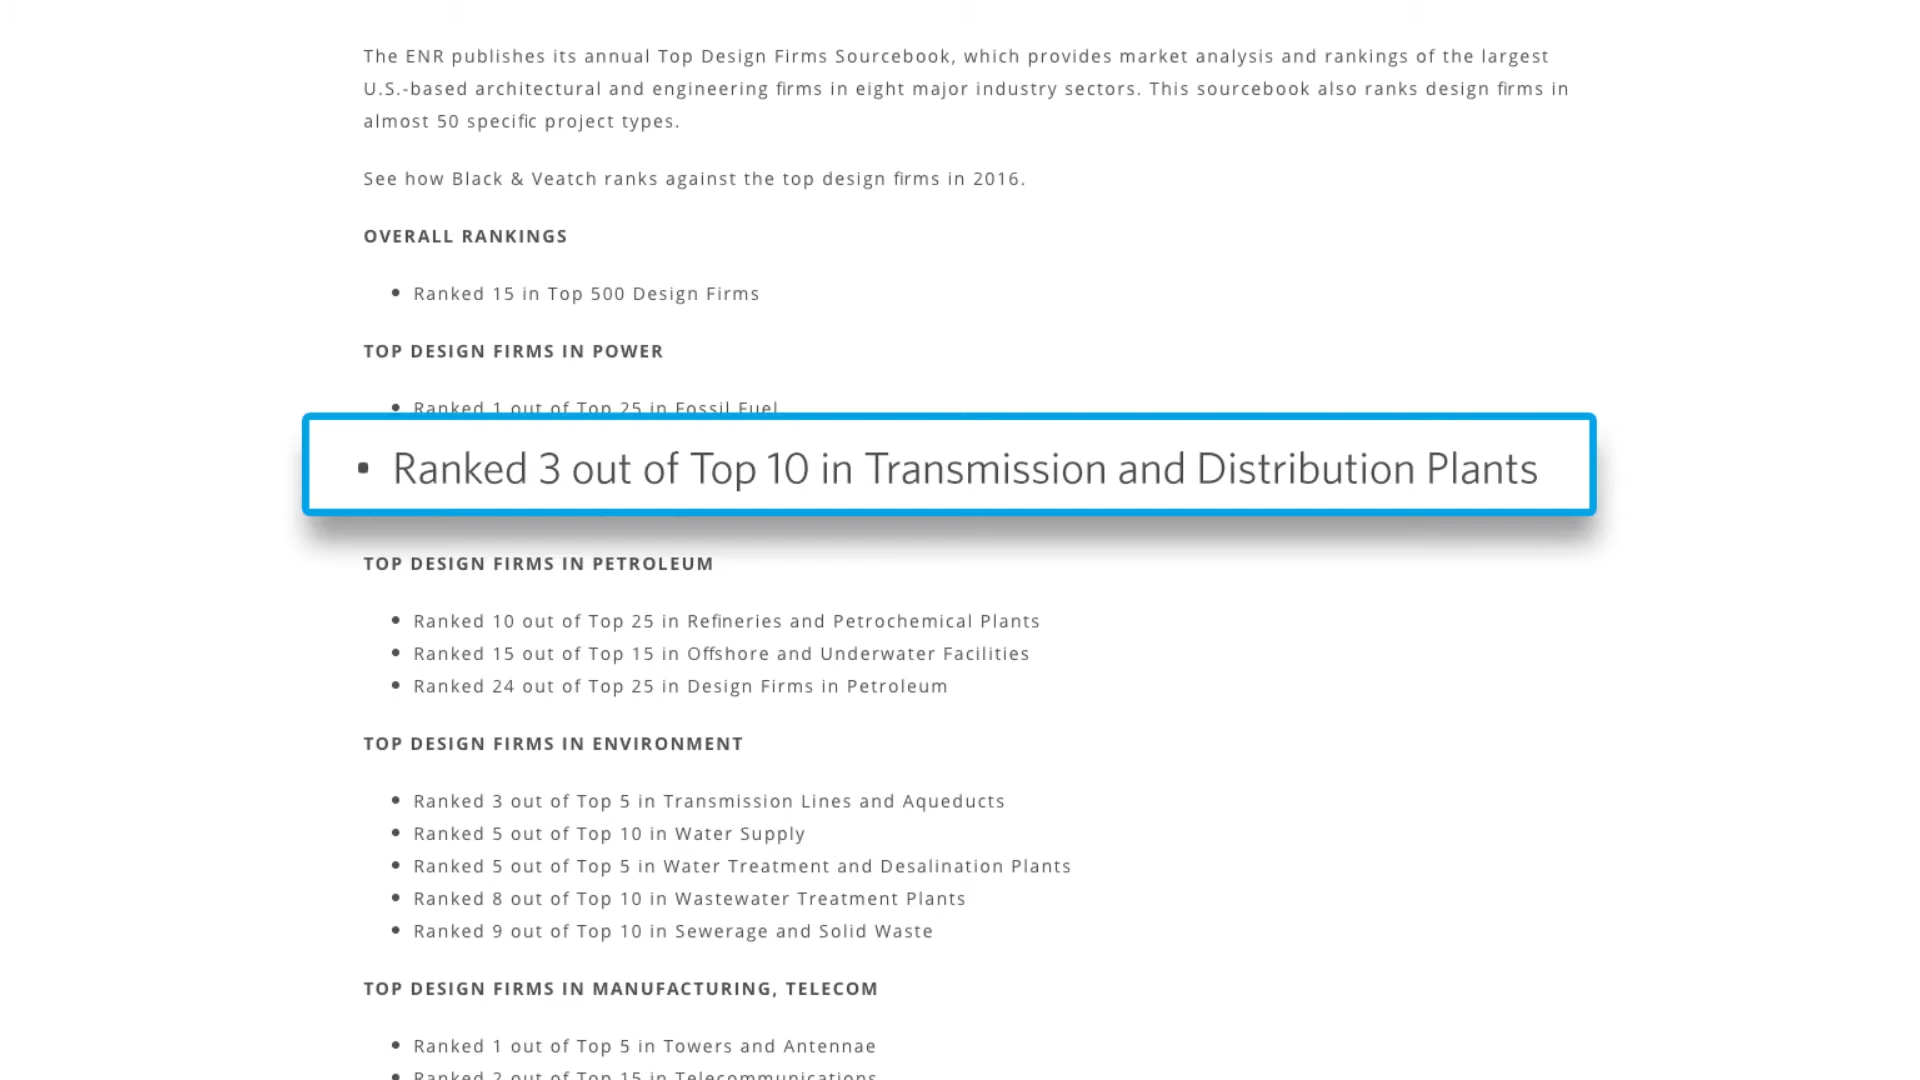 The ENR publishes its annual Top Design Firms Sourcebook, which provides market analysis and rankings of the largest
U.S.-based architectural and engineering firms in eight major industry sectors. This sourcebook also ranks design firms in
almost 50 specific project types.
See how Black & Veatch ranks against the top design firms in 2016.
OVERALL RANKINGS
• Ranked 15 in Top 500 Design Firms
TOP DESIGN FIRMS IN POWER
• Ranked 1 out of Top 25 in Fossil Fuel
• Ranked 3 out of Top 10 in Transmission and Distribution Plants
TOP DESIGN FIRMS IN PETROLEUM
• Ranked 10 out of Top 25 in Refineries and Petrochemical Plants
• Ranked 15 out of Top 15 in Offshore and Underwater Facilities
• Ranked 24 out of Top 25 in Design Firms in Petroleum
TOP DESIGN FIRMS IN ENVIRONMENT
• Ranked 3 out of Top 5 in Transmission Lines and Aqueducts
• Ranked 5 out of Top 10 in Water Supply
• Ranked 5 out of Top 5 in Water Treatment and Desalination Plants
• Ranked 8 out of Top 10 in Wastewater Treatment Plants
• Ranked 9 out of Top 10 in Sewerage and Solid Waste
TOP DESIGN FIRMS IN MANUFACTURING, TELECOM
• Ranked 1 out of Top 5 in Towers and Antennae
• Ranked 2 out of Top 15 in Telecommunications